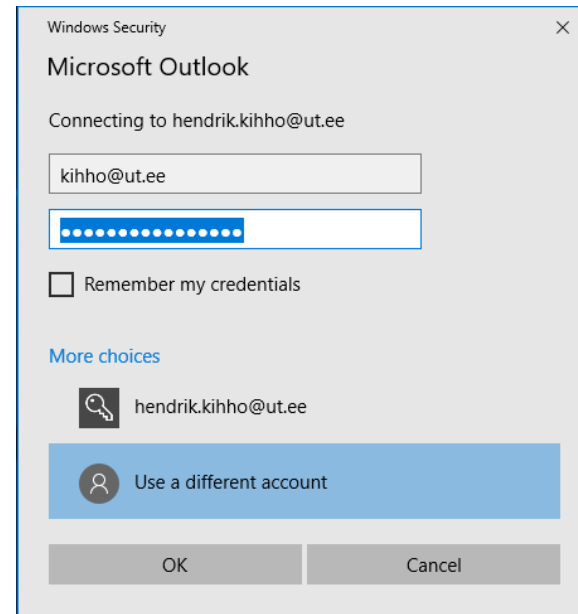 Windows Security
Microsoft Outlook
Connecting to hendrik.kihho@ut.ee
kihho@ut.ee
••••••••••••••••
Remember my credentials
More choices
hendrik.kihho@ut.ee
Use a different account
OK Cancel